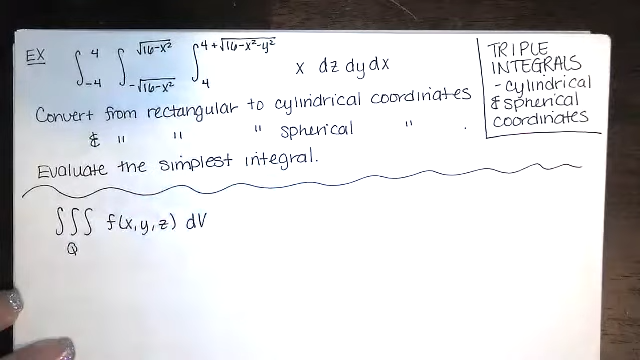 EX ∫_{-4}^{4} ∫_{-√(16-x²)}^{√(16-x²)} ∫_{4}^{4+√(16-x²-y²)} x dz dy dx
Convert from rectangular to cylindrical coordinates
& " " " spherical " .
Evaluate the simplest integral.
∫∫∫_Q f(x,y,z) dV
TRIPLE
INTEGRALS
-cylindrical
& spherical
coordinates